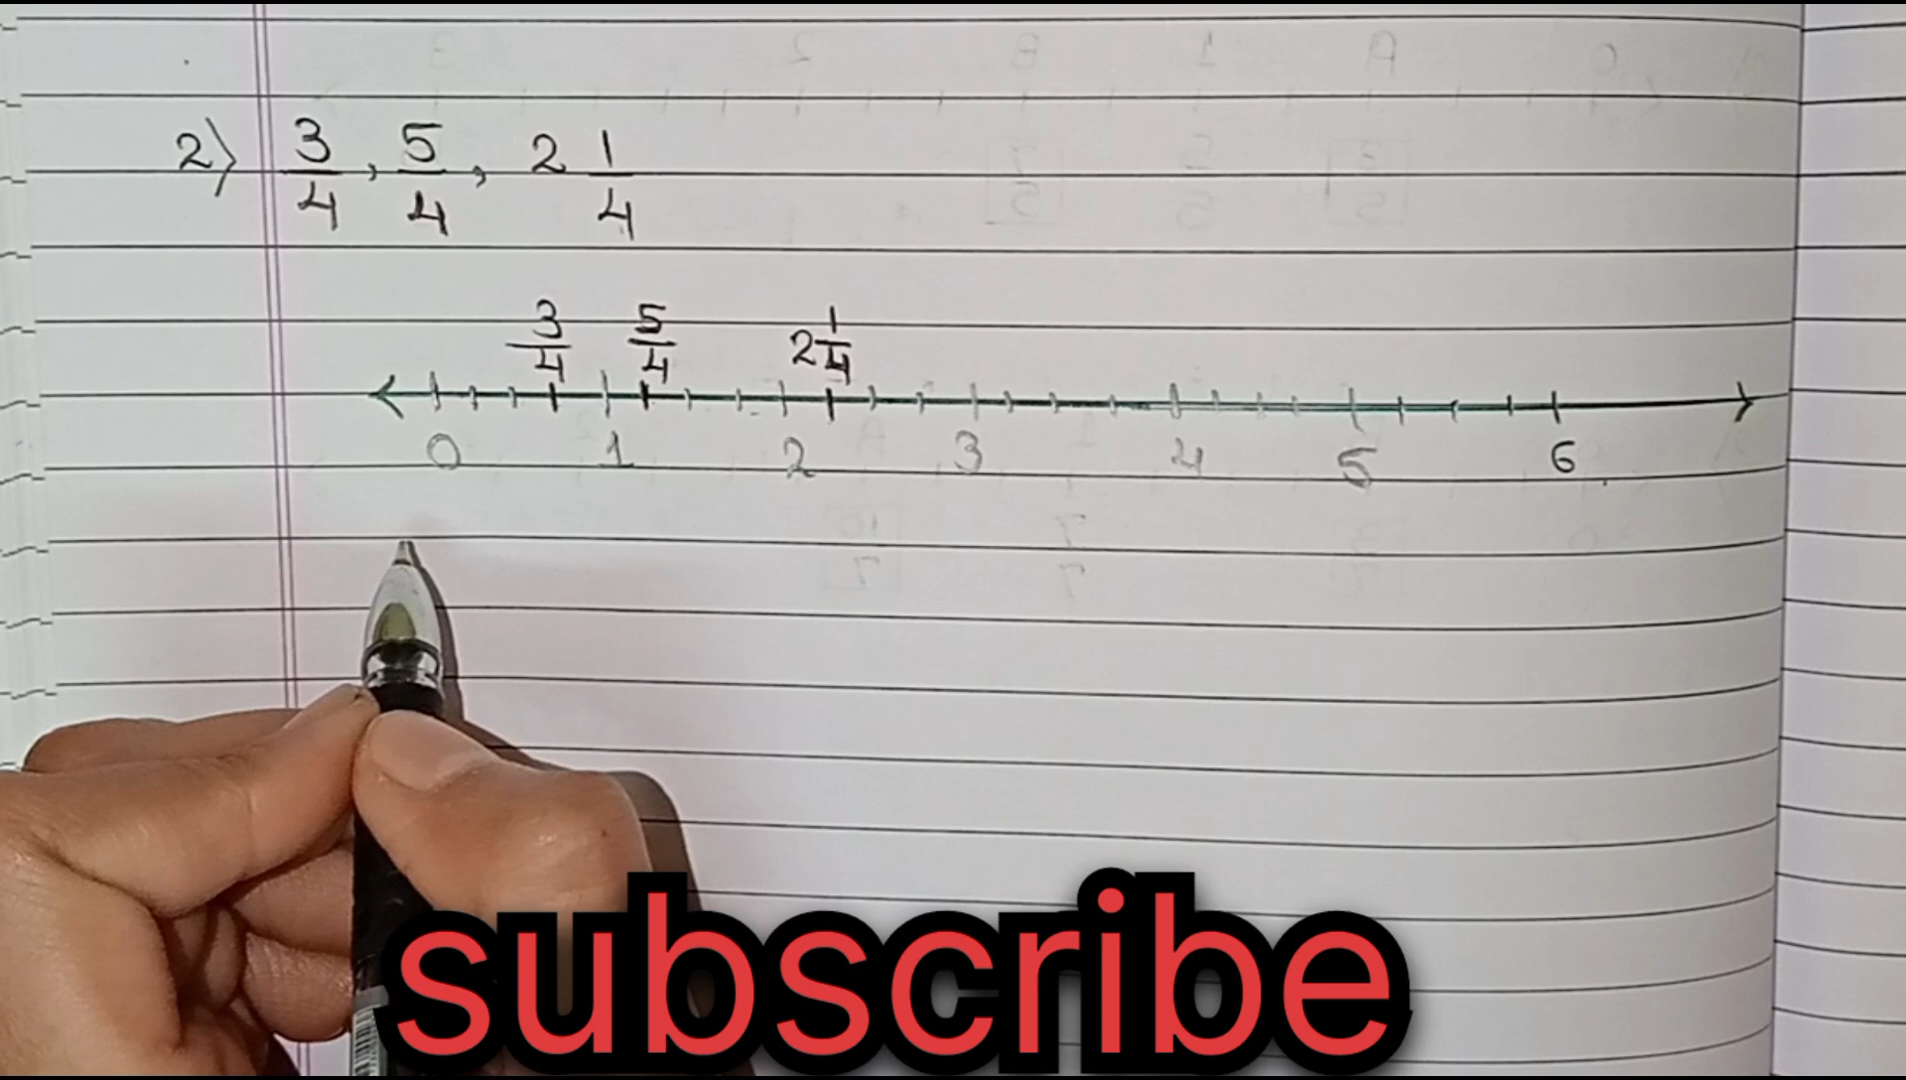 2) 3/4, 5/4, 2 1/4
3/4 5/4 2 1/4
0 1 2 3 4 5 6
subscribe